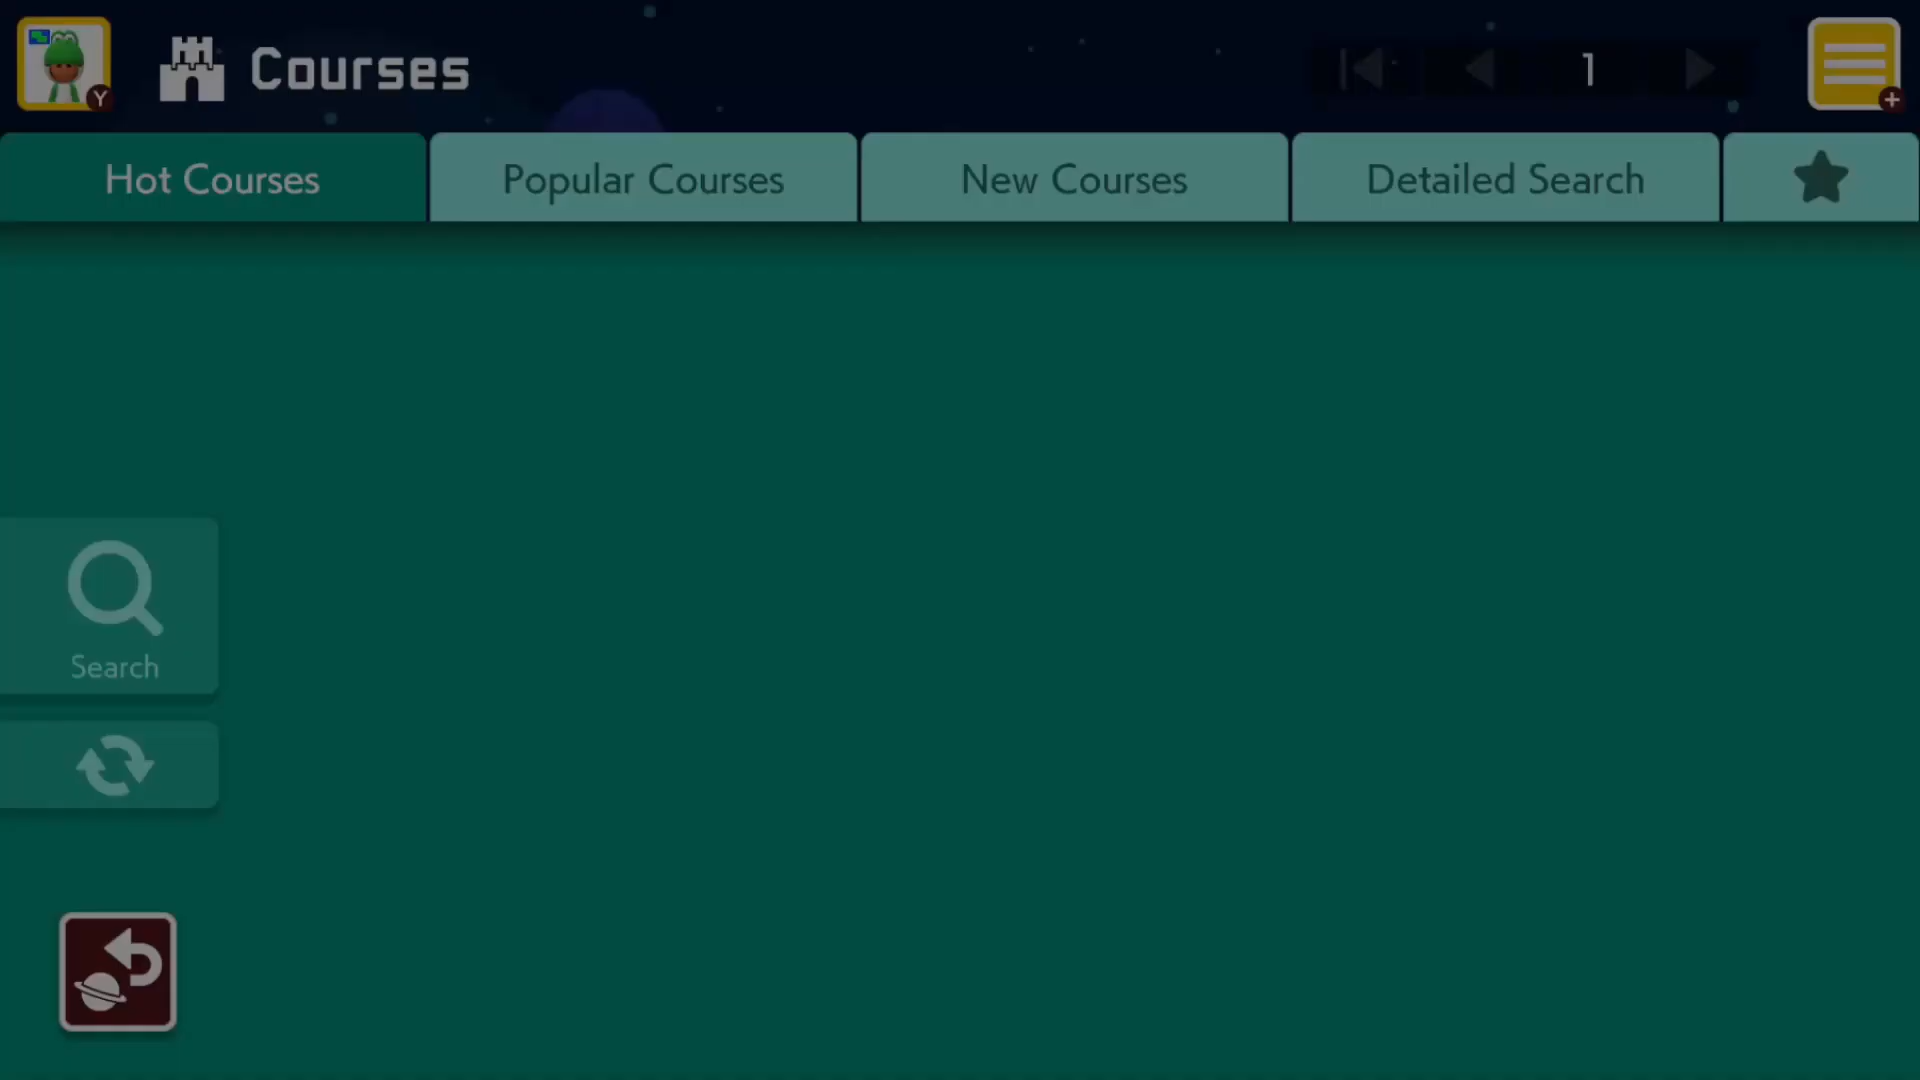 Courses
1
Y
+
Hot Courses
Popular Courses
New Courses
Detailed Search
Search